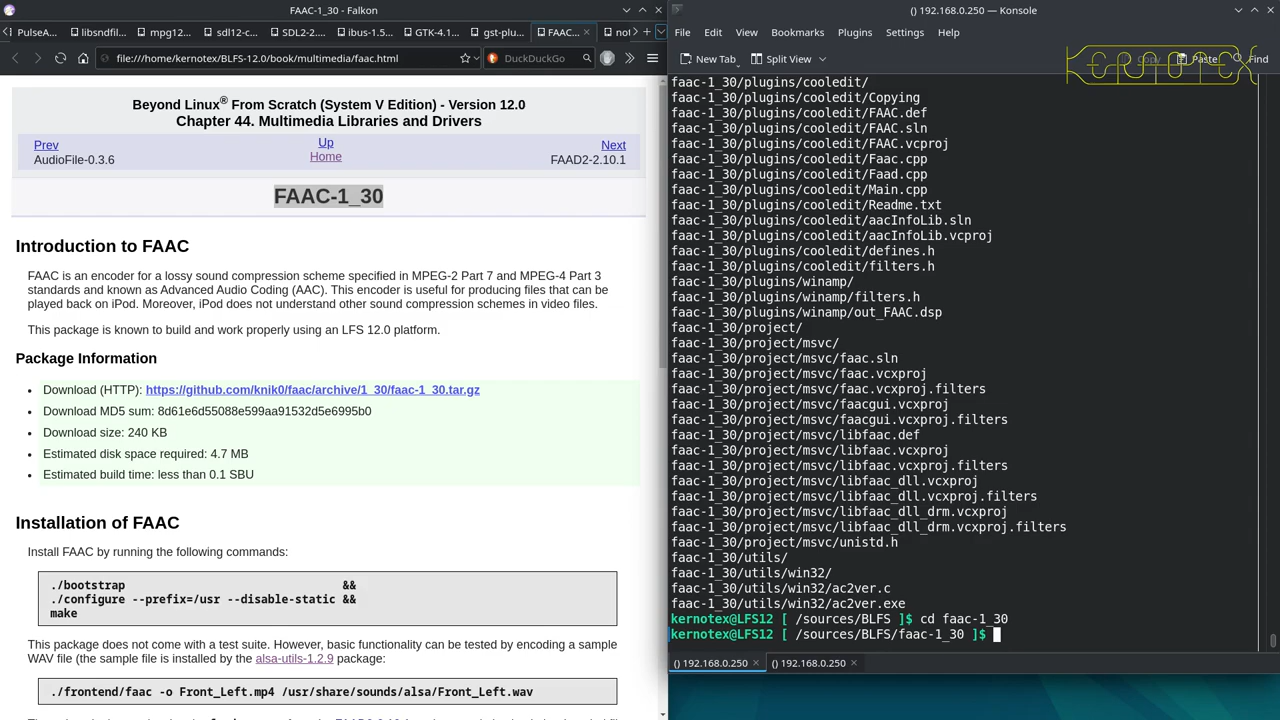 FAAC-1_30 - Falkon
PulseA...
libsndfil...
mpg12...
sdl12-c...
SDL2-2....
ibus-1.5...
GTK-4.1...
gst-plu...
FAAC...
not
file:///home/kernotex/BLFS-12.0/book/multimedia/faac.html
DuckDuckGo
Beyond Linux® From Scratch (System V Edition) - Version 12.0
Chapter 44. Multimedia Libraries and Drivers
Prev
Up
Next
AudioFile-0.3.6
Home
FAAD2-2.10.1
FAAC-1_30
Introduction to FAAC
FAAC is an encoder for a lossy sound compression scheme specified in MPEG-2 Part 7 and MPEG-4 Part 3
standards and known as Advanced Audio Coding (AAC). This encoder is useful for producing files that can be
played back on iPod. Moreover, iPod does not understand other sound compression schemes in video files.
This package is known to build and work properly using an LFS 12.0 platform.
Package Information
• Download (HTTP): https://github.com/knik0/faac/archive/1_30/faac-1_30.tar.gz
• Download MD5 sum: 8d61e6d55088e599aa91532d5e6995b0
• Download size: 240 KB
• Estimated disk space required: 4.7 MB
• Estimated build time: less than 0.1 SBU
Installation of FAAC
Install FAAC by running the following commands:
./bootstrap &&
./configure --prefix=/usr --disable-static &&
make
This package does not come with a test suite. However, basic functionality can be tested by encoding a sample
WAV file (the sample file is installed by the alsa-utils-1.2.9 package:
./frontend/faac -o Front_Left.mp4 /usr/share/sounds/alsa/Front_Left.wav
() 192.168.0.250 — Konsole
File Edit View Bookmarks Plugins Settings Help
New Tab
Split View
Copy
Paste
Find
KERNOTEX
faac-1_30/plugins/cooledit/
faac-1_30/plugins/cooledit/Copying
faac-1_30/plugins/cooledit/FAAC.def
faac-1_30/plugins/cooledit/FAAC.sln
faac-1_30/plugins/cooledit/FAAC.vcproj
faac-1_30/plugins/cooledit/Faac.cpp
faac-1_30/plugins/cooledit/Faad.cpp
faac-1_30/plugins/cooledit/Main.cpp
faac-1_30/plugins/cooledit/Readme.txt
faac-1_30/plugins/cooledit/aacInfoLib.sln
faac-1_30/plugins/cooledit/aacInfoLib.vcproj
faac-1_30/plugins/cooledit/defines.h
faac-1_30/plugins/cooledit/filters.h
faac-1_30/plugins/winamp/
faac-1_30/plugins/winamp/filters.h
faac-1_30/plugins/winamp/out_FAAC.dsp
faac-1_30/project/
faac-1_30/project/msvc/
faac-1_30/project/msvc/faac.sln
faac-1_30/project/msvc/faac.vcxproj
faac-1_30/project/msvc/faac.vcxproj.filters
faac-1_30/project/msvc/faacgui.vcxproj
faac-1_30/project/msvc/faacgui.vcxproj.filters
faac-1_30/project/msvc/libfaac.def
faac-1_30/project/msvc/libfaac.vcxproj
faac-1_30/project/msvc/libfaac.vcxproj.filters
faac-1_30/project/msvc/libfaac_dll.vcxproj
faac-1_30/project/msvc/libfaac_dll.vcxproj.filters
faac-1_30/project/msvc/libfaac_dll_drm.vcxproj
faac-1_30/project/msvc/libfaac_dll_drm.vcxproj.filters
faac-1_30/project/msvc/unistd.h
faac-1_30/utils/
faac-1_30/utils/win32/
faac-1_30/utils/win32/ac2ver.c
faac-1_30/utils/win32/ac2ver.exe
kernotex@LFS12 [ /sources/BLFS ]$ cd faac-1_30
kernotex@LFS12 [ /sources/BLFS/faac-1_30 ]$
() 192.168.0.250
() 192.168.0.250